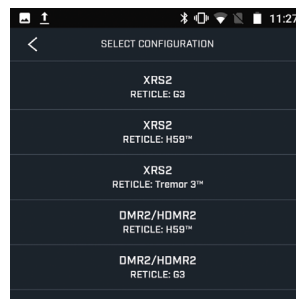 11:27
SELECT CONFIGURATION
XRS2
RETICLE: G3
XRS2
RETICLE: H59™
XRS2
RETICLE: Tremor 3™
DMR2/HDMR2
RETICLE: H59™
DMR2/HDMR2
RETICLE: G3